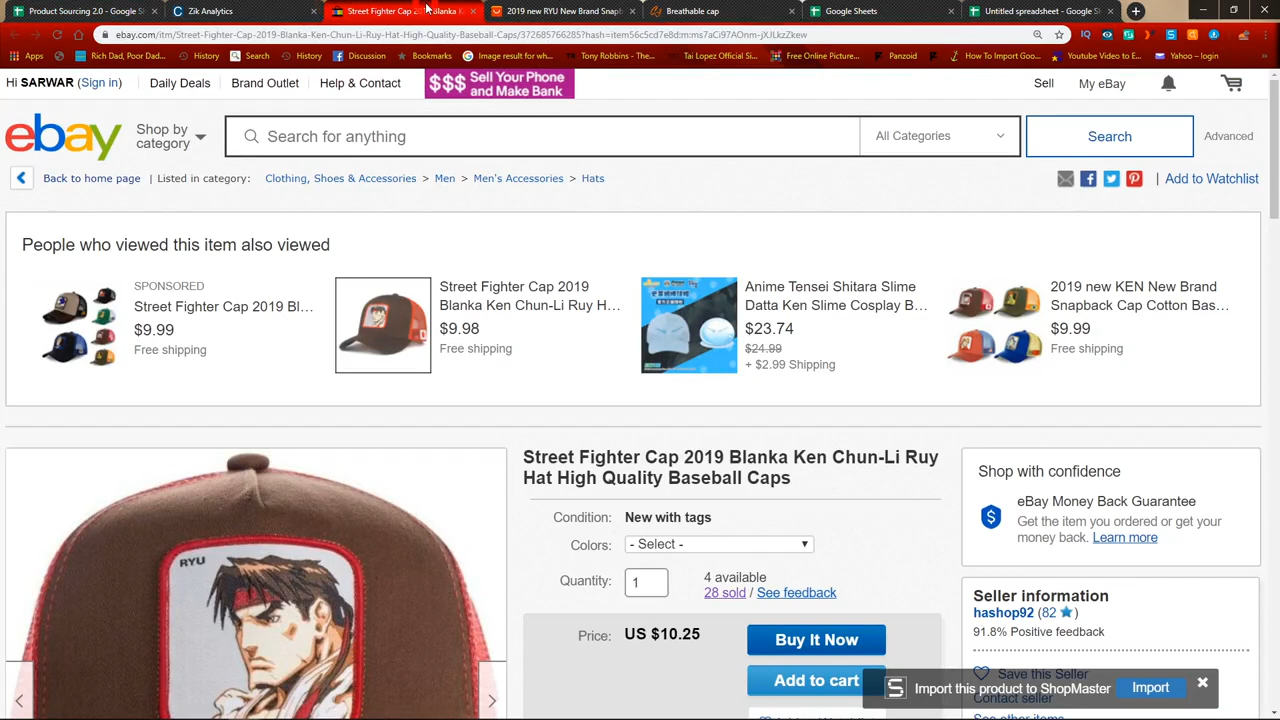 Product Sourcing 2.0 - Google Sh
Zik Analytics
Street Fighter Cap 2019 Blanka K
2019 new RYU New Brand Snapb
Breathable cap
Google Sheets
Untitled spreadsheet - Google Sh
ebay.com/itm/Street-Fighter-Cap-2019-Blanka-Ken-Chun-Li-Ruy-Hat-High-Quality-Baseball-Caps/372685766285?hash=item56c5cd7e8d:m:ms7aCi97AOnm-jXJLkzZkew
Apps
Rich Dad, Poor Dad...
History
Search
History
Discussion
Bookmarks
Image result for wh...
Tony Robbins - The...
Tai Lopez Official Si...
Free Online Picture...
Panzoid
How To Import Goo...
Youtube Video to E...
Yahoo – login
Hi SARWAR (Sign in)
Daily Deals
Brand Outlet
Help & Contact
$$$ Sell Your Phone and Make Bank
Sell
My eBay
ebay
Shop by category
Search for anything
All Categories
Search
Advanced
Back to home page | Listed in category: Clothing, Shoes & Accessories > Men > Men's Accessories > Hats
| Add to Watchlist
People who viewed this item also viewed
SPONSORED
Street Fighter Cap 2019 Bl...
$9.99
Free shipping
Street Fighter Cap 2019
Blanka Ken Chun-Li Ruy H...
$9.98
Free shipping
Anime Tensei Shitara Slime
Datta Ken Slime Cosplay B...
$23.74
$24.99
+ $2.99 Shipping
2019 new KEN New Brand
Snapback Cap Cotton Bas...
$9.99
Free shipping
RYU
Street Fighter Cap 2019 Blanka Ken Chun-Li Ruy
Hat High Quality Baseball Caps
Condition: New with tags
Colors: - Select -
Quantity: 1
4 available
28 sold / See feedback
Price: US $10.25
Buy It Now
Add to cart
Shop with confidence
eBay Money Back Guarantee
Get the item you ordered or get your
money back. Learn more
Seller information
hashop92 (82 )
91.8% Positive feedback
Save this Seller
Contact seller
See other items
Import this product to ShopMaster
Import